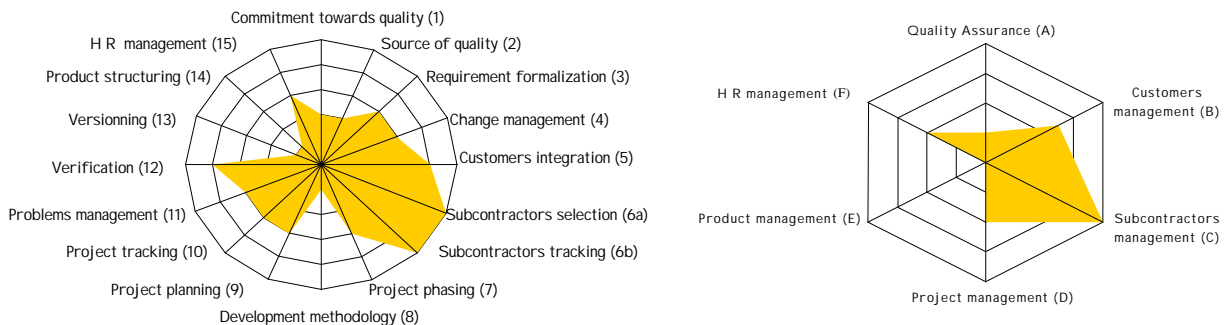 Commitment towards quality (1)
Source of quality (2)
Requirement formalization (3)
Change management (4)
Customers integration (5)
Subcontractors selection (6a)
Subcontractors tracking (6b)
Project phasing (7)
Development methodology (8)
Project planning (9)
Project tracking (10)
Problems management (11)
Verification (12)
Versionning (13)
Product structuring (14)
H R management (15)
Quality Assurance (A)
Customers
management (B)
Subcontractors
management (C)
Project management (D)
Product management (E)
H R management (F)